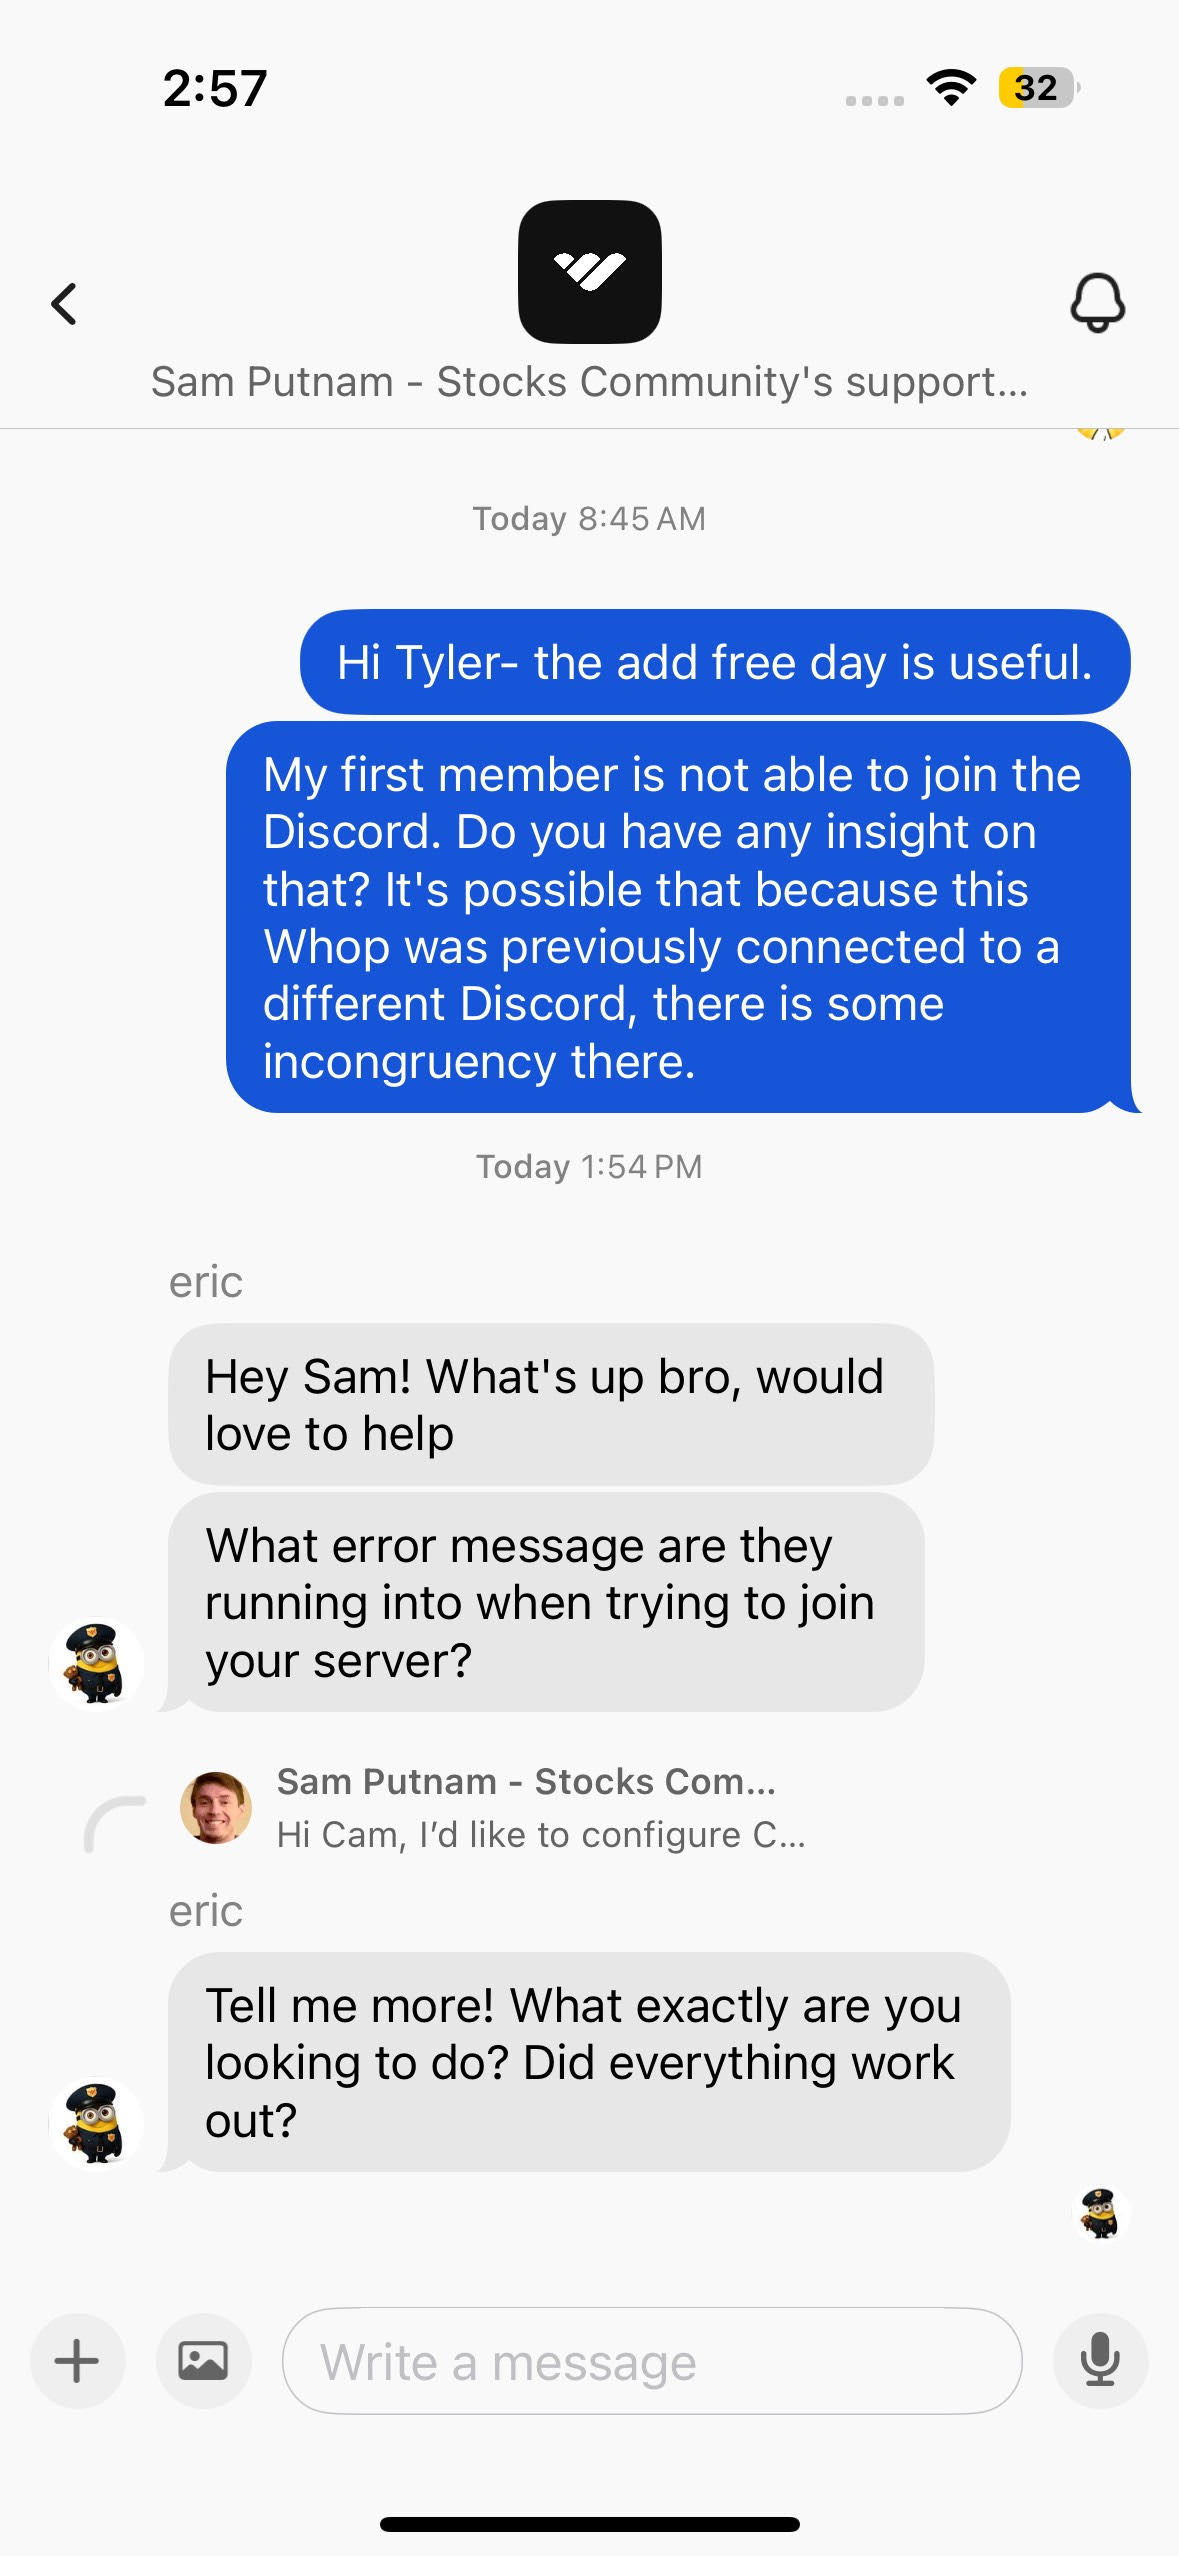 2:57
32
Sam Putnam - Stocks Community's support...
Today 8:45 AM
Hi Tyler- the add free day is useful.
My first member is not able to join the
Discord. Do you have any insight on
that? It's possible that because this
Whop was previously connected to a
different Discord, there is some
incongruency there.
Today 1:54 PM
eric
Hey Sam! What's up bro, would
love to help
What error message are they
running into when trying to join
your server?
Sam Putnam - Stocks Com...
Hi Cam, I’d like to configure C...
eric
Tell me more! What exactly are you
looking to do? Did everything work
out?
Write a message